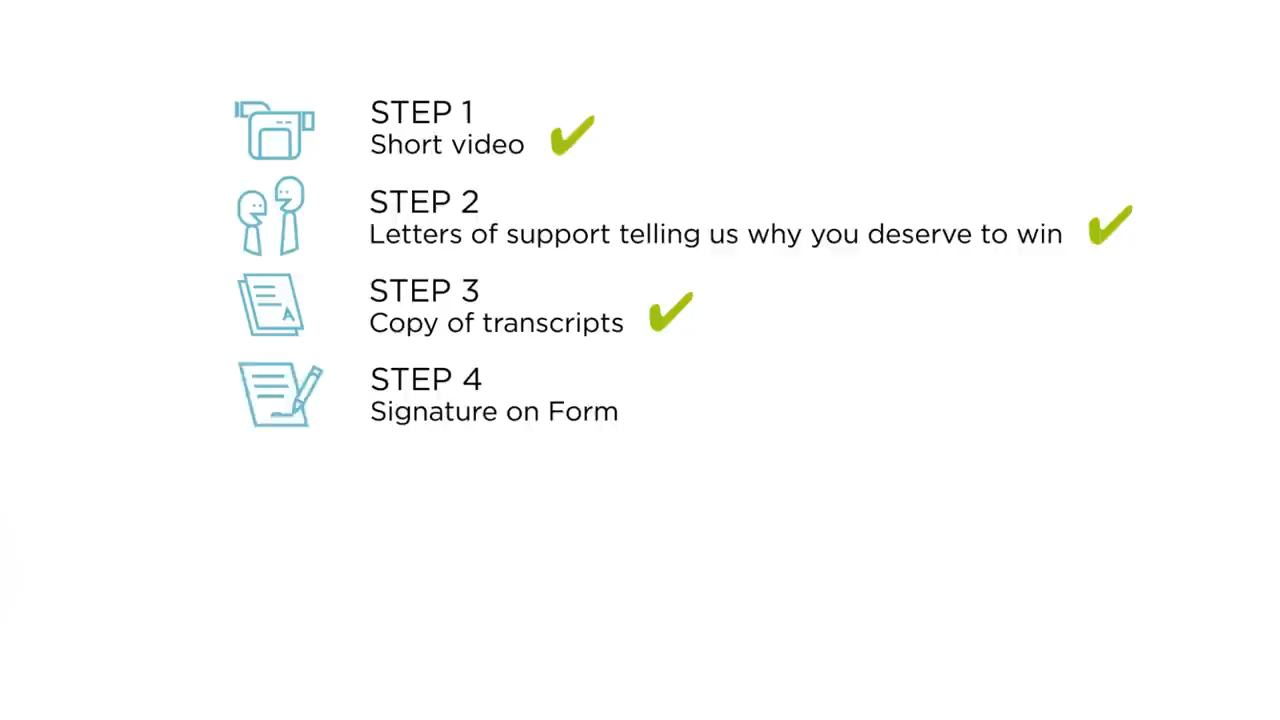 STEP 1
Short video
STEP 2
Letters of support telling us why you deserve to win
STEP 3
Copy of transcripts
A
STEP 4
Signature on Form